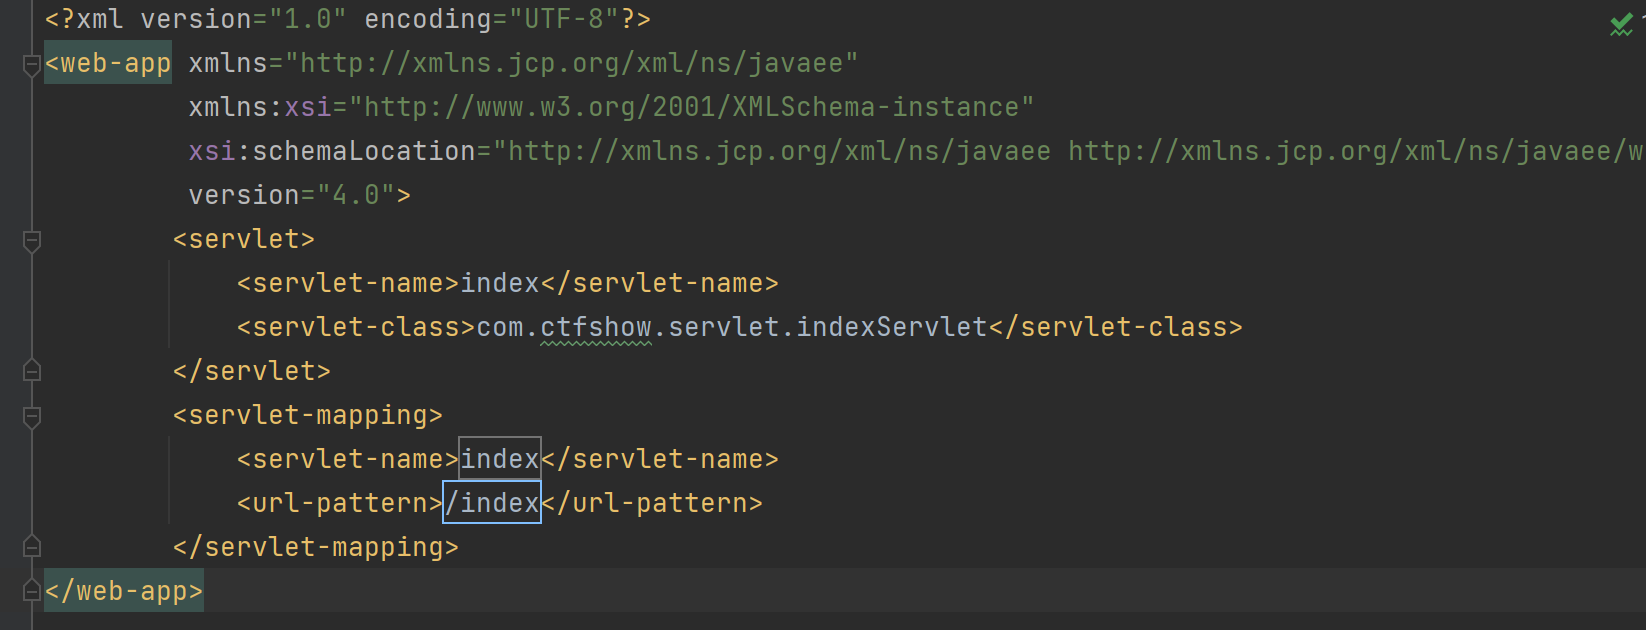 <?xml version="1.0" encoding="UTF-8"?>
<web-app xmlns="http://xmlns.jcp.org/xml/ns/javaee"
xmlns:xsi="http://www.w3.org/2001/XMLSchema-instance"
xsi:schemaLocation="http://xmlns.jcp.org/xml/ns/javaee http://xmlns.jcp.org/xml/ns/javaee/w
version="4.0">
<servlet>
<servlet-name>index</servlet-name>
<servlet-class>com.ctfshow.servlet.indexServlet</servlet-class>
</servlet>
<servlet-mapping>
<servlet-name>index</servlet-name>
<url-pattern>/index</url-pattern>
</servlet-mapping>
</web-app>